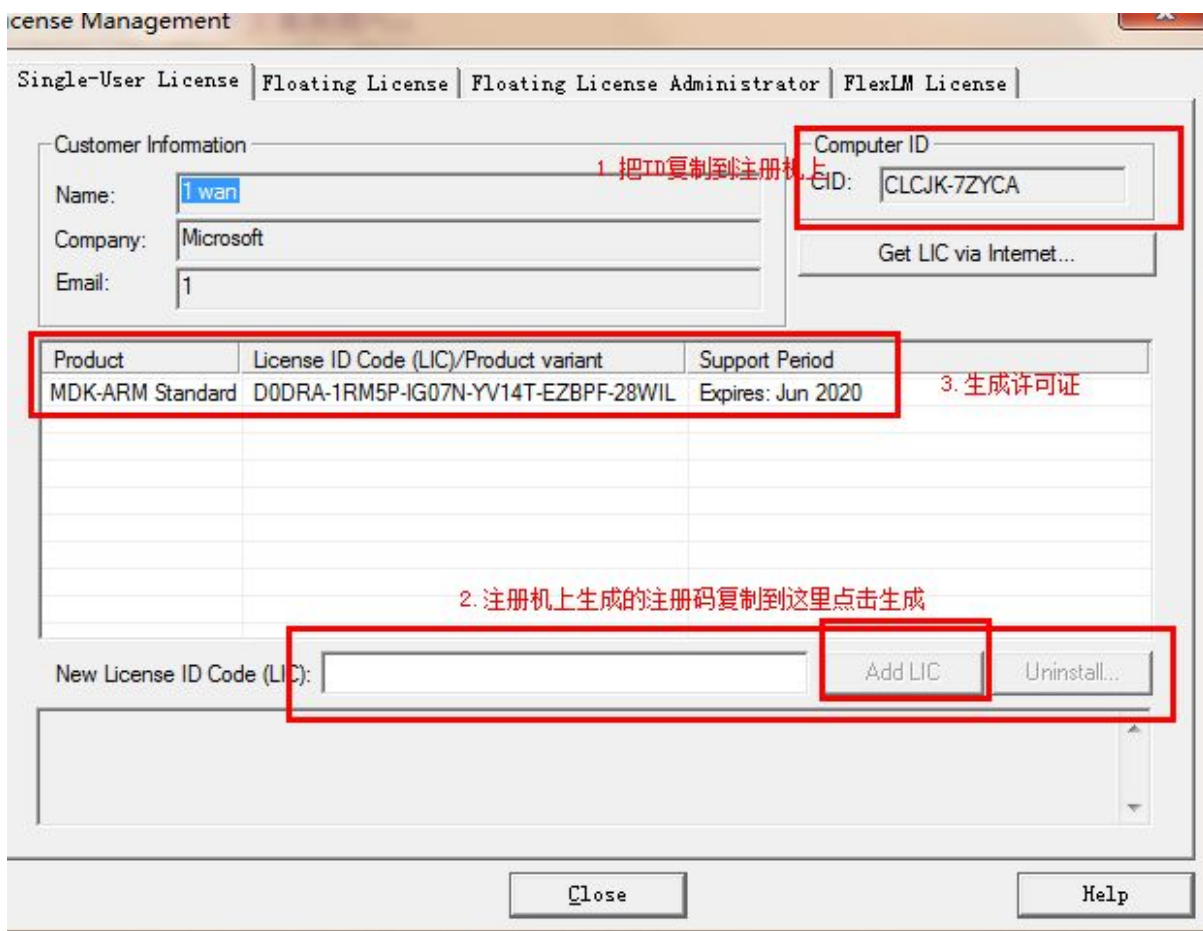 icense Management
Single-User License Floating License Floating License Administrator FlexLM License
Customer Information
Name: 1 wan
Company: Microsoft
Email: 1
1.把ID复制到注册机上
Computer ID
CID: CLCJK-7ZYCA
Get LIC via Internet...
Product License ID Code (LIC)/Product variant Support Period
MDK-ARM Standard D0DRA-1RM5P-IG07N-YV14T-EZBPF-28WIL Expires: Jun 2020
3.生成许可证
2.注册机上生成的注册码复制到这里点击生成
New License ID Code (LIC): Add LIC Uninstall...
Close Help